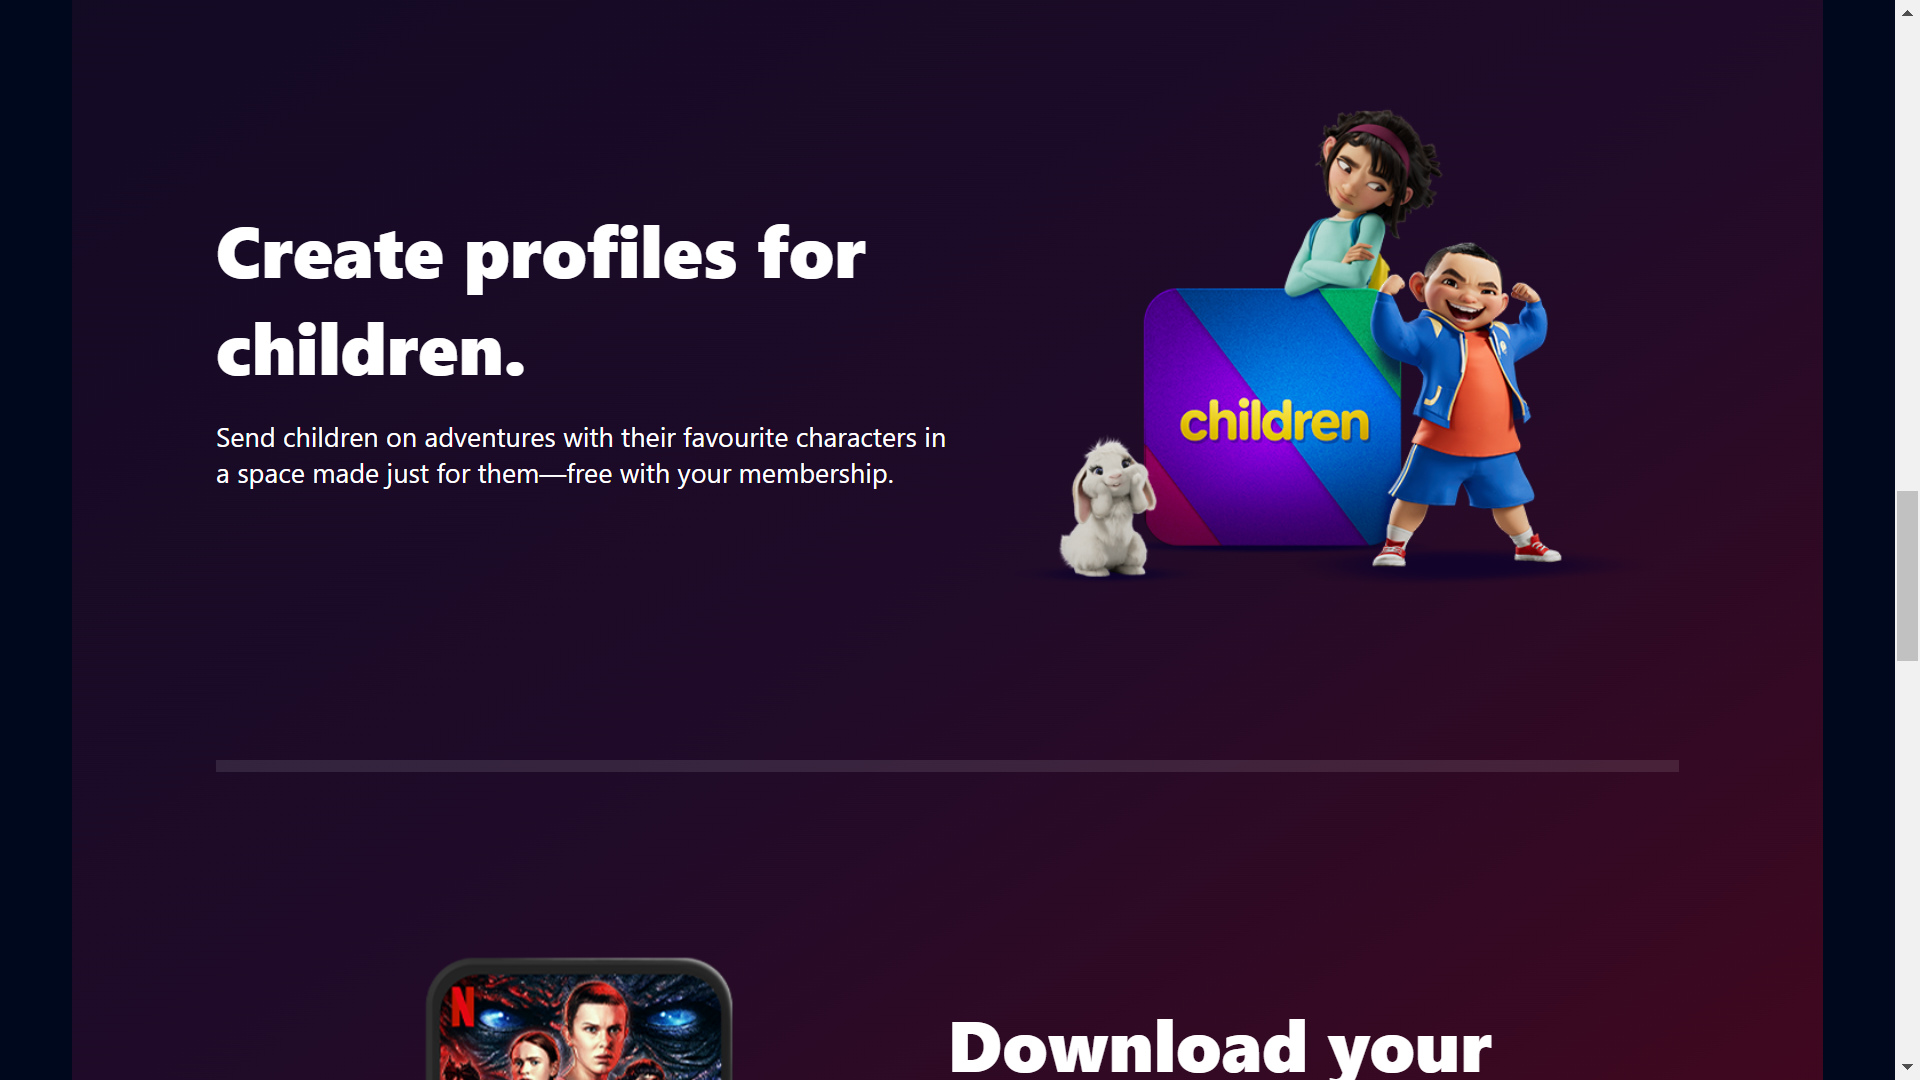 Create profiles for
children.
Send children on adventures with their favourite characters in
a space made just for them—free with your membership.
children
N
Download your